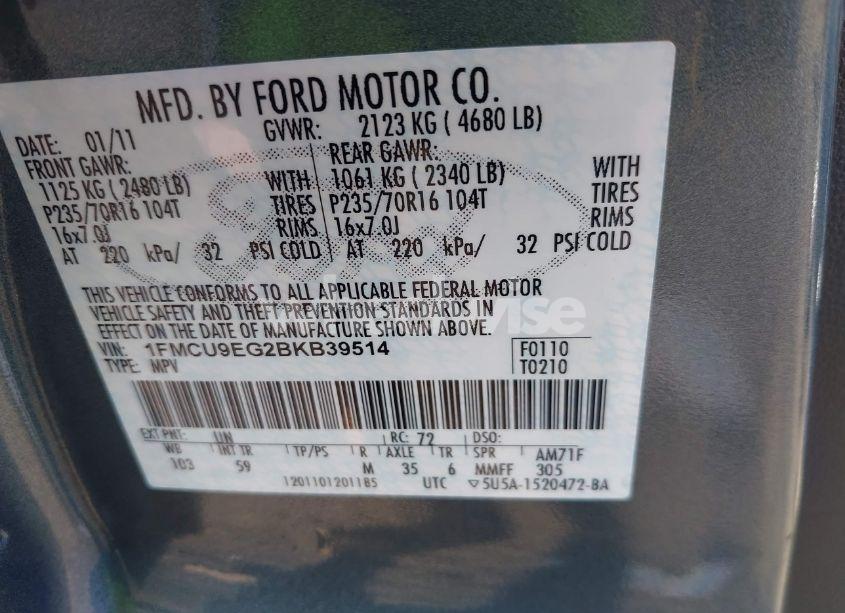 MFD. BY FORD MOTOR CO.
DATE: 01/11 GVWR: 2123 KG ( 4680 LB)
FRONT GAWR: REAR GAWR:
1125 KG ( 2480 LB) WITH 1061 KG ( 2340 LB) WITH
P235/70R16 104T TIRES P235/70R16 104T TIRES
16x7.0J RIMS 16x7.0J RIMS
AT 220 kPa/ 32 PSI COLD AT 220 kPa/ 32 PSI COLD
THIS VEHICLE CONFORMS TO ALL APPLICABLE FEDERAL MOTOR
VEHICLE SAFETY AND THEFT PREVENTION STANDARDS IN
EFFECT ON THE DATE OF MANUFACTURE SHOWN ABOVE.
VIN: 1FMCU9EG2BKB39514 F0110
TYPE: MPV T0210
EXT PNT: UN RC: 72 DSO:
WB INT TR TP/PS R AXLE TR SPR AM71F
103 59 M 35 6 MMFF 305
1201101201185 UTC ▽5U5A-1520472-BA